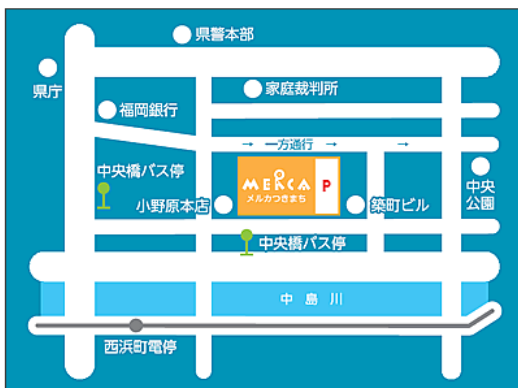 県警本部
県庁
家庭裁判所
福岡銀行
→ 一方通行 → →
中央橋バス停
MERCA
メルカつきまち
P
中央
公園
小野原本店
築町ビル
中央橋バス停
中島川
西浜町電停